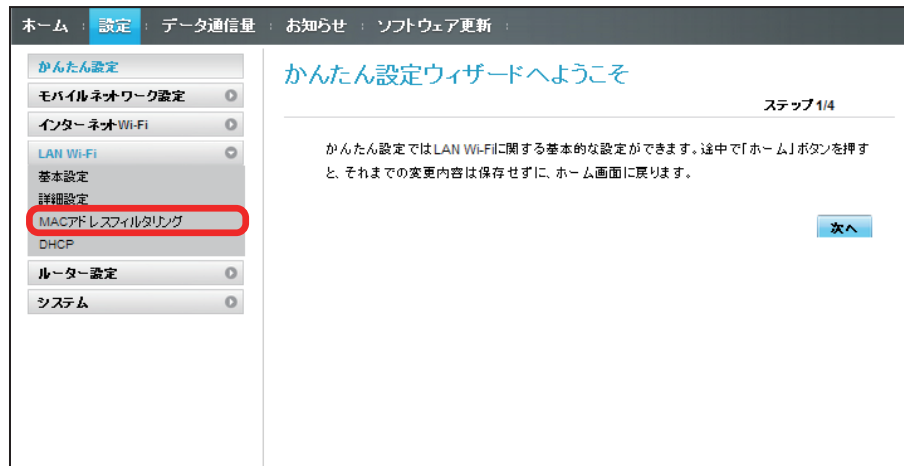 ホーム 設定 データ通信量 お知らせ ソフトウェア更新
かんたん設定
モバイルネットワーク設定
インターネットWi-Fi
LAN Wi-Fi
基本設定
詳細設定
MACアドレスフィルタリング
DHCP
ルーター設定
システム
かんたん設定ウィザードへようこそ
ステップ1/4
かんたん設定ではLAN Wi-Fiに関する基本的な設定ができます。途中で「ホーム」ボタンを押す
と、それまでの変更内容は保存せずに、ホーム画面に戻ります。
次へ